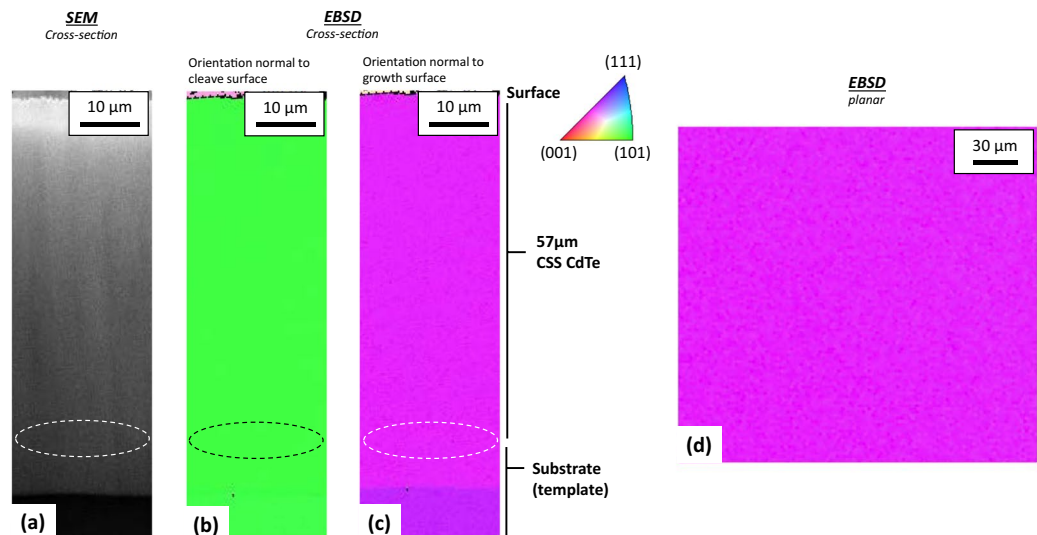 SEM
Cross-section
EBSD
Cross-section
Orientation normal to
cleave surface
Orientation normal to
growth surface
10 µm
10 µm
10 µm
Surface
(111)
(001)
(101)
EBSD
planar
30 µm
57µm
CSS CdTe
Substrate
(template)
(a)
(b)
(c)
(d)